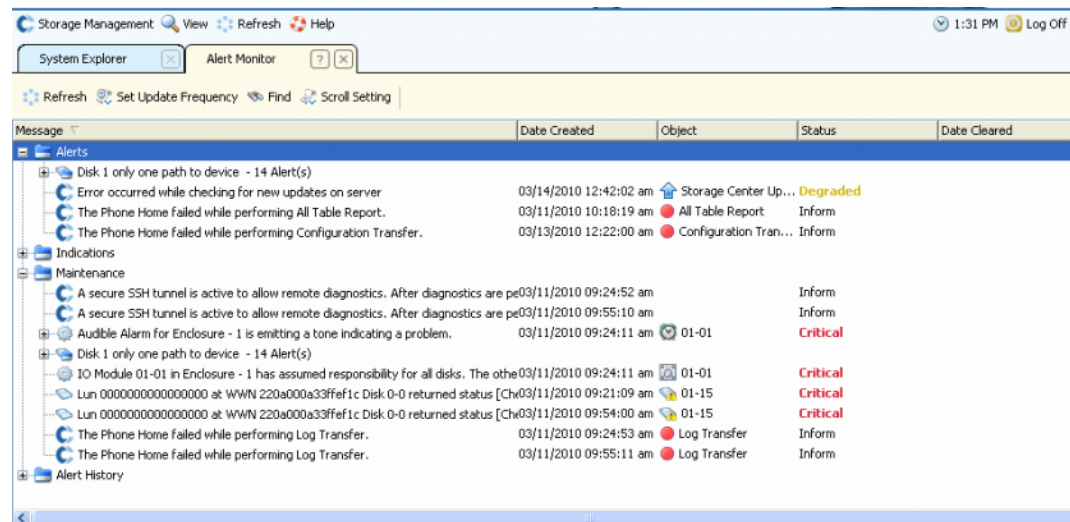 Storage Management View Refresh Help 1:31 PM Log Off
System Explorer Alert Monitor ?
Refresh Set Update Frequency Find Scroll Setting
Message Date Created Object Status Date Cleared
Alerts
Disk 1 only one path to device - 14 Alert(s)
Error occurred while checking for new updates on server 03/14/2010 12:42:02 am Storage Center Up... Degraded
The Phone Home failed while performing All Table Report. 03/11/2010 10:18:19 am All Table Report Inform
The Phone Home failed while performing Configuration Transfer. 03/13/2010 12:22:00 am Configuration Tran... Inform
Indications
Maintenance
A secure SSH tunnel is active to allow remote diagnostics. After diagnostics are pe 03/11/2010 09:24:52 am Inform
A secure SSH tunnel is active to allow remote diagnostics. After diagnostics are pe 03/11/2010 09:55:10 am Inform
Audible Alarm for Enclosure - 1 is emitting a tone indicating a problem. 03/11/2010 09:24:11 am 01-01 Critical
Disk 1 only one path to device - 14 Alert(s)
IO Module 01-01 in Enclosure - 1 has assumed responsibility for all disks. The othe 03/11/2010 09:24:11 am 01-01 Critical
Lun 0000000000000000 at WWN 220a000a33ffef1c Disk 0-0 returned status [Che 03/11/2010 09:21:09 am 01-15 Critical
Lun 0000000000000000 at WWN 220a000a33ffef1c Disk 0-0 returned status [Che 03/11/2010 09:54:00 am 01-15 Critical
The Phone Home failed while performing Log Transfer. 03/11/2010 09:24:53 am Log Transfer Inform
The Phone Home failed while performing Log Transfer. 03/11/2010 09:55:11 am Log Transfer Inform
Alert History